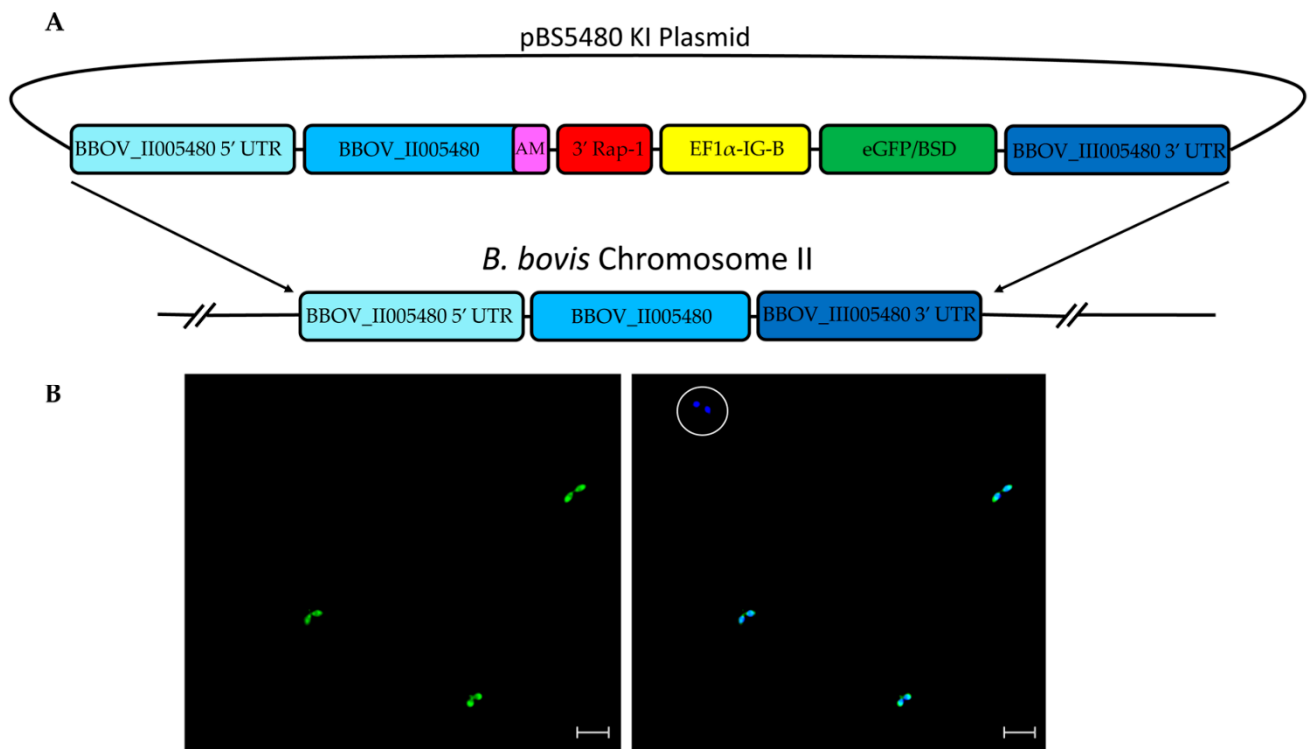 A
pBS5480 KI Plasmid
BBOV_II005480 5′ UTR BBOV_II005480 AM 3′ Rap-1 EF1α-IG-B eGFP/BSD BBOV_III005480 3′ UTR
B. bovis Chromosome II
BBOV_II005480 5′ UTR BBOV_II005480 BBOV_III005480 3′ UTR
B